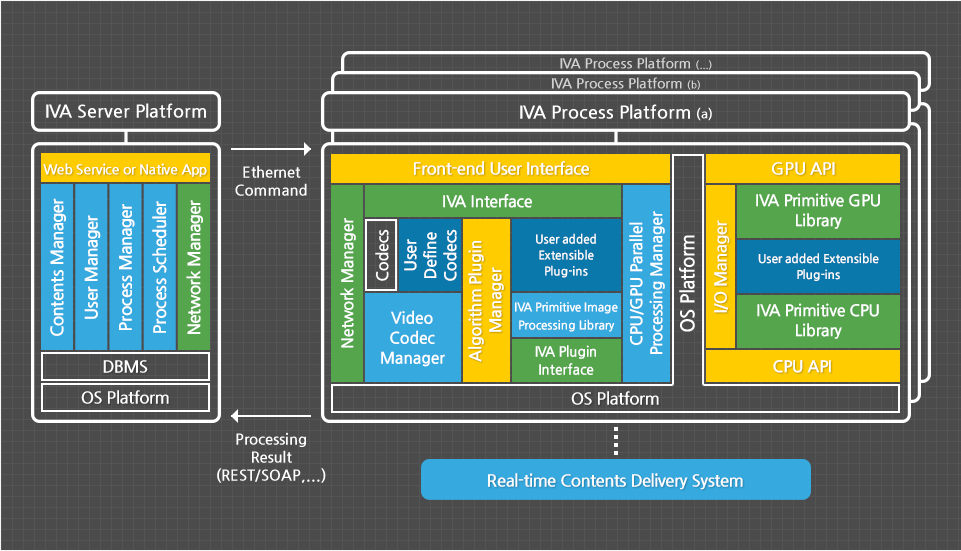 IVA Process Platform (...)
IVA Process Platform (b)
IVA Process Platform (a)
IVA Server Platform
Web Service or Native App
Contents Manager
User Manager
Process Manager
Process Scheduler
Network Manager
DBMS
OS Platform
Ethernet
Command
Processing
Result
(REST/SOAP,...)
Front-end User Interface
Network Manager
IVA Interface
Codecs
User
Define
Codecs
Video
Codec
Manager
Algorithm Plugin
Manager
User added
Extensible
Plug-ins
IVA Primitive Image
Processing Library
IVA Plugin
Interface
CPU/GPU Parallel
Processing Manager
OS Platform
GPU API
I/O Manager
IVA Primitive GPU
Library
User added Extensible
Plug-ins
IVA Primitive CPU
Library
CPU API
OS Platform
Real-time Contents Delivery System